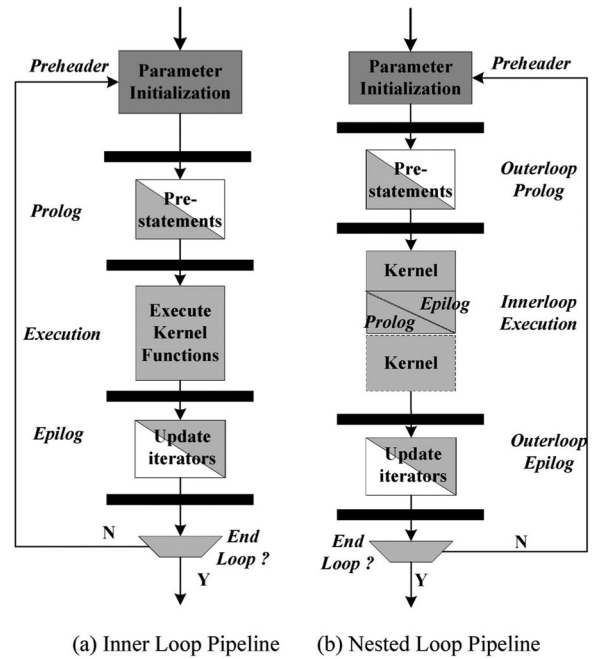 Preheader
Parameter
Initialization
Prolog
Pre-
statements
Execution
Execute
Kernel
Functions
Epilog
Update
iterators
N
End
Loop ?
Y
(a) Inner Loop Pipeline
Parameter
Initialization
Preheader
Pre-
statements
Outerloop
Prolog
Kernel
Epilog
Prolog
Kernel
Innerloop
Execution
Update
iterators
Outerloop
Epilog
End
Loop ?
N
Y
(b) Nested Loop Pipeline